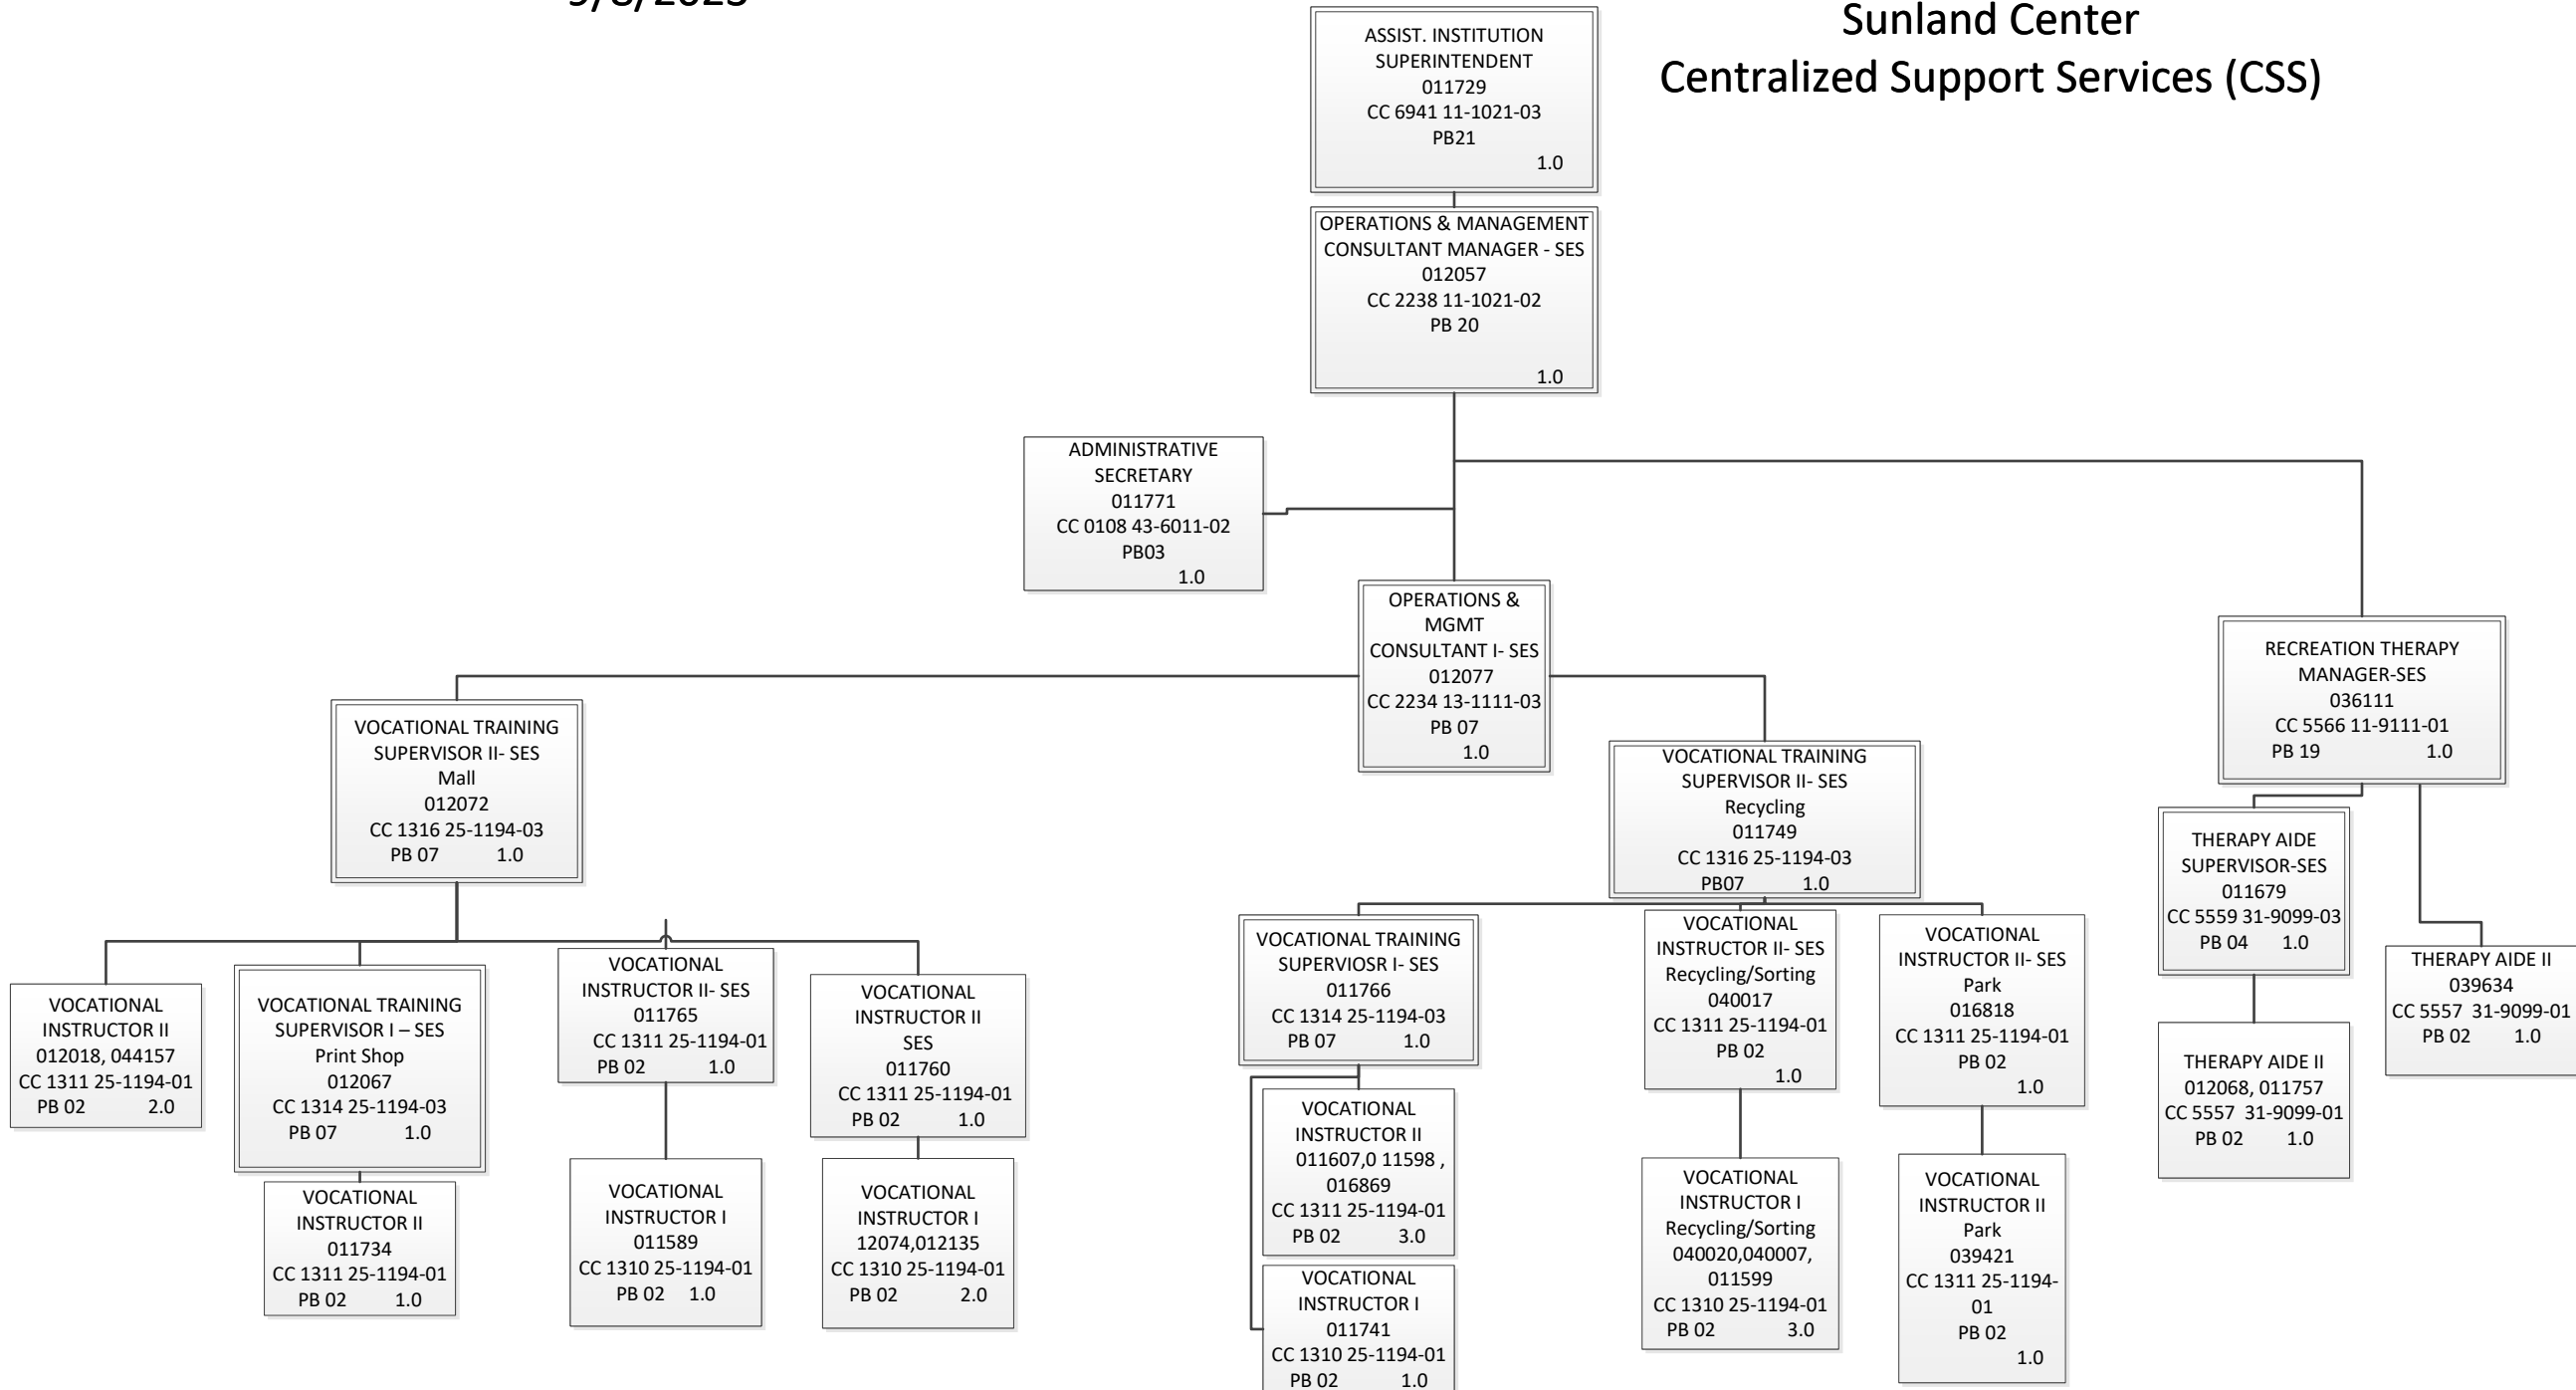 9/8/2023
Sunland Center
Centralized Support Services (CSS)
ASSIST. INSTITUTION
SUPERINTENDENT
011729
CC 6941 11-1021-03
PB21
1.0
OPERATIONS & MANAGEMENT
CONSULTANT MANAGER - SES
012057
CC 2238 11-1021-02
PB 20
1.0
ADMINISTRATIVE
SECRETARY
011771
CC 0108 43-6011-02
PB03
1.0
OPERATIONS &
MGMT
CONSULTANT I- SES
012077
CC 2234 13-1111-03
PB 07
1.0
RECREATION THERAPY
MANAGER-SES
036111
CC 5566 11-9111-01
PB 19 1.0
VOCATIONAL TRAINING
SUPERVISOR II- SES
Mall
012072
CC 1316 25-1194-03
PB 07 1.0
VOCATIONAL TRAINING
SUPERVISOR II- SES
Recycling
011749
CC 1316 25-1194-03
PB07 1.0
THERAPY AIDE
SUPERVISOR-SES
011679
CC 5559 31-9099-03
PB 04 1.0
THERAPY AIDE II
039634
CC 5557 31-9099-01
PB 02 1.0
THERAPY AIDE II
012068, 011757
CC 5557 31-9099-01
PB 02 1.0
VOCATIONAL
INSTRUCTOR II
012018, 044157
CC 1311 25-1194-01
PB 02 2.0
VOCATIONAL TRAINING
SUPERVISOR I – SES
Print Shop
012067
CC 1314 25-1194-03
PB 07 1.0
VOCATIONAL
INSTRUCTOR II- SES
011765
CC 1311 25-1194-01
PB 02 1.0
VOCATIONAL
INSTRUCTOR II
SES
011760
CC 1311 25-1194-01
PB 02 1.0
VOCATIONAL TRAINING
SUPERVIOSR I- SES
011766
CC 1314 25-1194-03
PB 07 1.0
VOCATIONAL
INSTRUCTOR II- SES
Recycling/Sorting
040017
CC 1311 25-1194-01
PB 02
1.0
VOCATIONAL
INSTRUCTOR II- SES
Park
016818
CC 1311 25-1194-01
PB 02
1.0
VOCATIONAL
INSTRUCTOR II
011734
CC 1311 25-1194-01
PB 02 1.0
VOCATIONAL
INSTRUCTOR I
011589
CC 1310 25-1194-01
PB 02 1.0
VOCATIONAL
INSTRUCTOR I
12074,012135
CC 1310 25-1194-01
PB 02 2.0
VOCATIONAL
INSTRUCTOR II
011607,0 11598 ,
016869
CC 1311 25-1194-01
PB 02 3.0
VOCATIONAL
INSTRUCTOR I
011741
CC 1310 25-1194-01
PB 02 1.0
VOCATIONAL
INSTRUCTOR I
Recycling/Sorting
040020,040007,
011599
CC 1310 25-1194-01
PB 02 3.0
VOCATIONAL
INSTRUCTOR II
Park
039421
CC 1311 25-1194-
01
PB 02
1.0